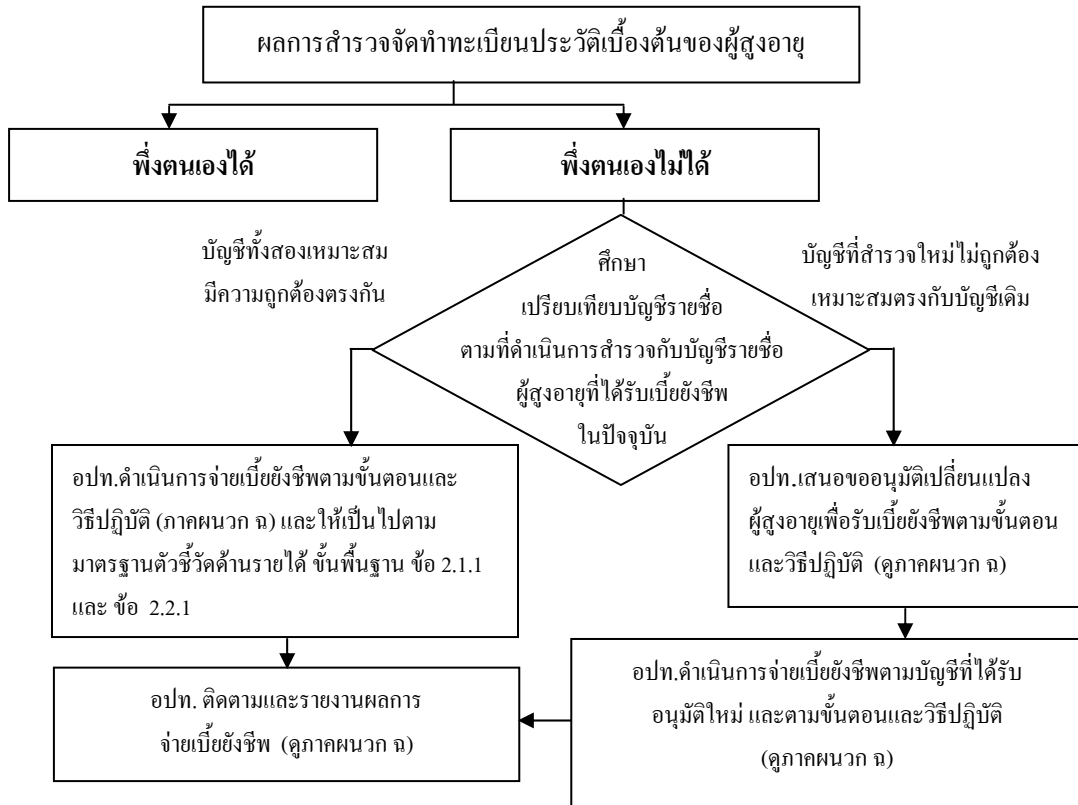 ผลการสำรวจจัดทำทะเบียนประวัติเบื้องต้นของผู้สูงอายุ
พึ่งตนเองได้
พึ่งตนเองไม่ได้
บัญชีทั้งสองเหมาะสม
มีความถูกต้องตรงกัน
ศึกษา
เปรียบเทียบบัญชีรายชื่อ
ตามที่ดำเนินการสำรวจกับบัญชีรายชื่อ
ผู้สูงอายุที่ได้รับเบี้ยยังชีพ
ในปัจจุบัน
บัญชีที่สำรวจใหม่ไม่ถูกต้อง
เหมาะสมตรงกับบัญชีเดิม
อปท.ดำเนินการจ่ายเบี้ยยังชีพตามขั้นตอนและ
วิธีปฏิบัติ (ภาคผนวก ฉ) และให้เป็นไปตาม
มาตรฐานตัวชี้วัดด้านรายได้ ขั้นพื้นฐาน ข้อ 2.1.1
และ ข้อ 2.2.1
อปท.เสนอขออนุมัติเปลี่ยนแปลง
ผู้สูงอายุเพื่อรับเบี้ยยังชีพตามขั้นตอน
และวิธีปฏิบัติ (ดูภาคผนวก ฉ)
อปท. ติดตามและรายงานผลการ
จ่ายเบี้ยยังชีพ (ดูภาคผนวก ฉ)
อปท.ดำเนินการจ่ายเบี้ยยังชีพตามบัญชีที่ได้รับ
อนุมัติใหม่ และตามขั้นตอนและวิธีปฏิบัติ
(ดูภาคผนวก ฉ)